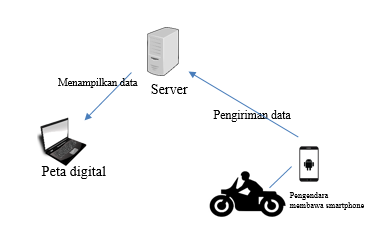 Menampilkan data
Server
Pengiriman data
Peta digital
Pengendara
membawa smartphone